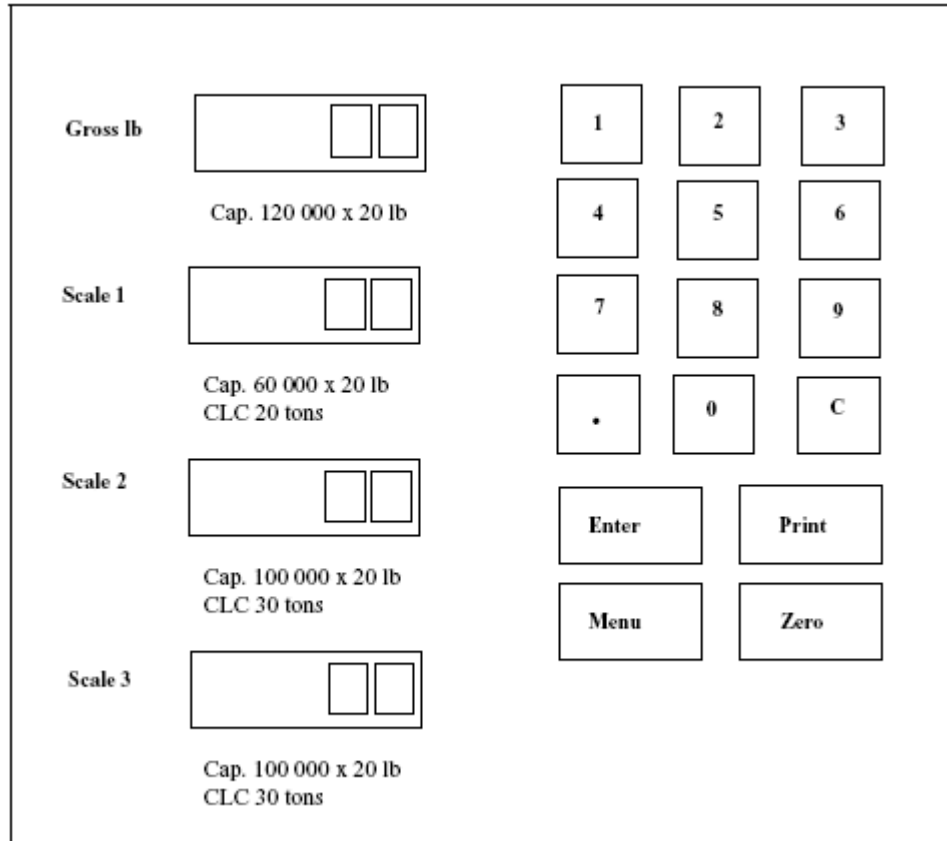 Gross lb
Cap. 120 000 x 20 lb
Scale 1
Cap. 60 000 x 20 lb
CLC 20 tons
Scale 2
Cap. 100 000 x 20 lb
CLC 30 tons
Scale 3
Cap. 100 000 x 20 lb
CLC 30 tons
1 2 3
4 5 6
7 8 9
. 0 C
Enter Print
Menu Zero